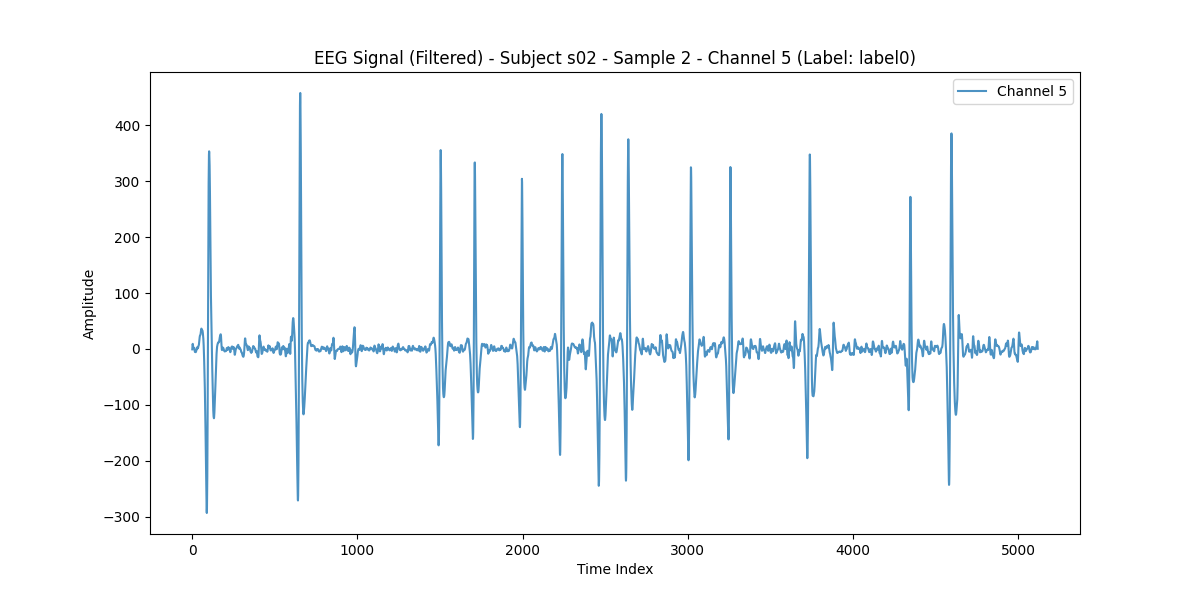 EEG Signal (Filtered) - Subject s02 - Sample 2 - Channel 5 (Label: label0)
Channel 5
400
300
200
100
0
−100
−200
−300
Amplitude
0 1000 2000 3000 4000 5000
Time Index